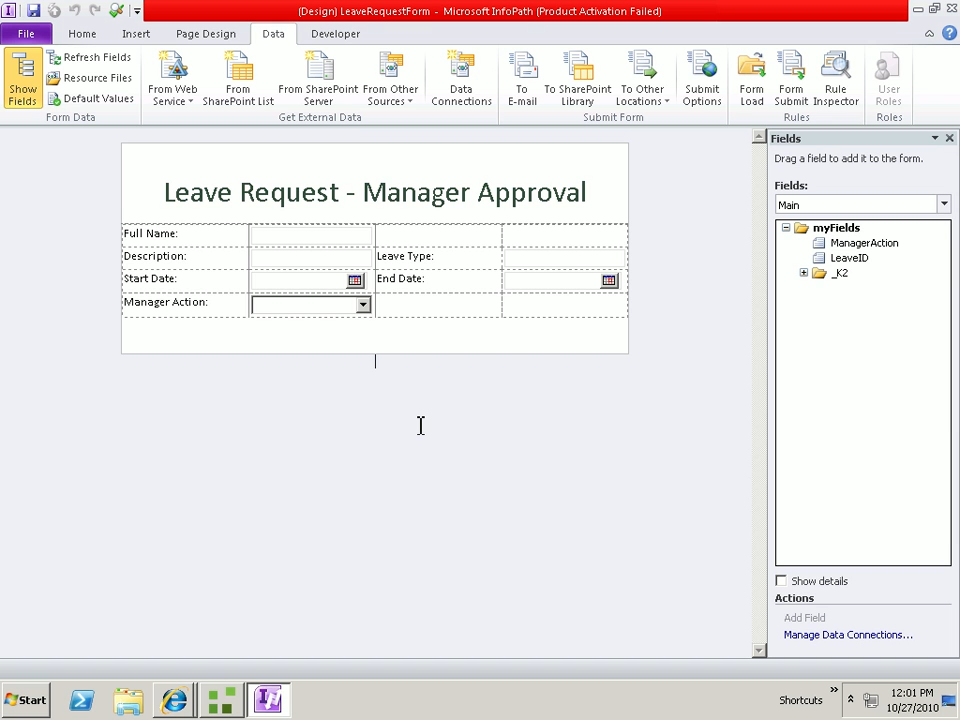 (Design) LeaveRequestForm - Microsoft InfoPath (Product Activation Failed)
File Home Insert Page Design Data Developer
Show Fields
Refresh Fields
Resource Files
Default Values
From Web Service
From SharePoint List
From SharePoint Server
From Other Sources
Data Connections
To E-mail
To SharePoint Library
To Other Locations
Submit Options
Form Load
Form Submit
Rule Inspector
User Roles
Form Data Get External Data Submit Form Rules Roles
Leave Request - Manager Approval
Full Name:
Description: Leave Type:
Start Date: End Date:
Manager Action:
Fields
Drag a field to add it to the form.
Fields:
Main
myFields
ManagerAction
LeaveID
_K2
Show details
Actions
Add Field
Manage Data Connections...
Start
Shortcuts
12:01 PM
10/27/2010